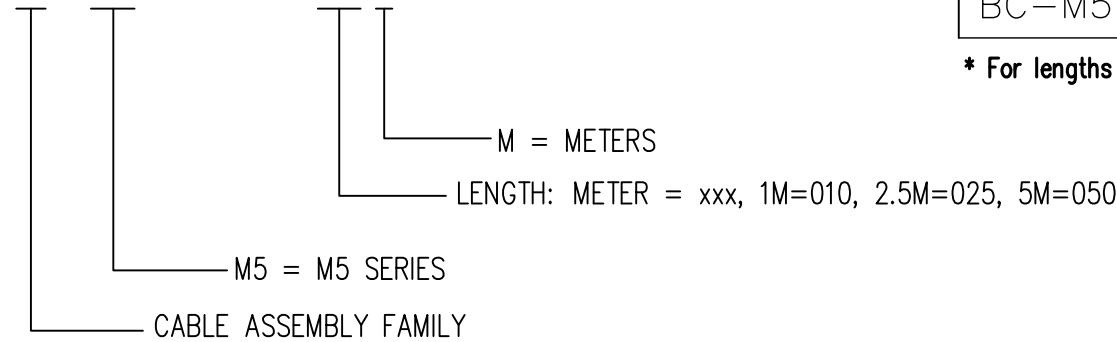 BC-M5
* For lengths
M = METERS
LENGTH: METER = xxx, 1M=010, 2.5M=025, 5M=050
M5 = M5 SERIES
CABLE ASSEMBLY FAMILY